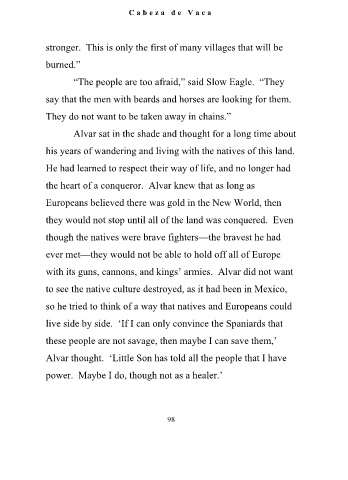 Cabeza de Vaca
stronger.  This is only the first of many villages that will be
burned.”
“The people are too afraid,” said Slow Eagle.  “They
say that the men with beards and horses are looking for them.
They do not want to be taken away in chains.”
Alvar sat in the shade and thought for a long time about
his years of wandering and living with the natives of this land.
He had learned to respect their way of life, and no longer had
the heart of a conqueror.  Alvar knew that as long as
Europeans believed there was gold in the New World, then
they would not stop until all of the land was conquered.  Even
though the natives were brave fighters—the bravest he had
ever met—they would not be able to hold off all of Europe
with its guns, cannons, and kings’ armies.  Alvar did not want
to see the native culture destroyed, as it had been in Mexico,
so he tried to think of a way that natives and Europeans could
live side by side.  ‘If I can only convince the Spaniards that
these people are not savage, then maybe I can save them,’
Alvar thought.  ‘Little Son has told all the people that I have
power.  Maybe I do, though not as a healer.’
98